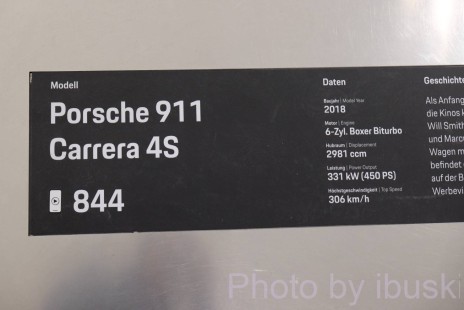 Modell
Porsche 911
Carrera 4S
844
Daten
Baujahr | Model Year
2018
Motor | Engine
6-Zyl. Boxer Biturbo
Hubraum | Displacement
2981 ccm
Leistung | Power Output
331 kW (450 PS)
Höchstgeschwindigkeit | Top Speed
306 km/h
Geschichte
Als Anfang
die Kinos
Will Smith
und Marcu
Wagen m
befindet
auf der B
Werbevi
Photo by ibuski